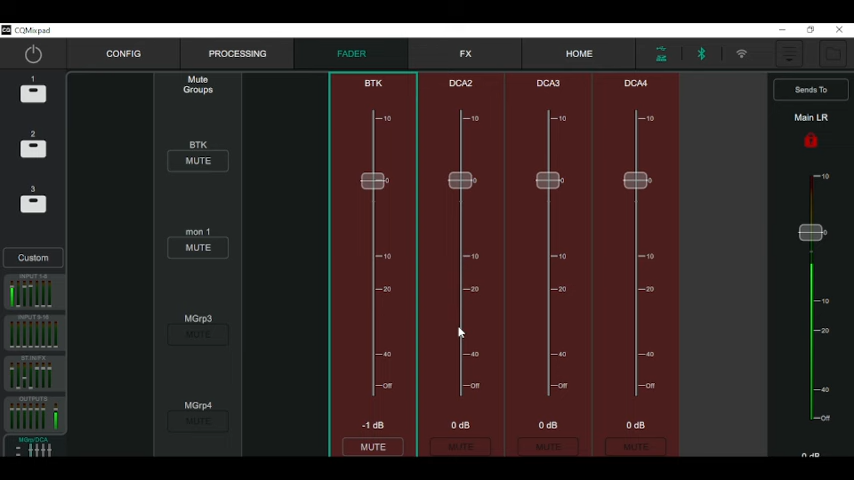 CQ CQMixpad
CONFIG PROCESSING FADER FX HOME
1 Mute Groups BTK DCA2 DCA3 DCA4 Sends To
Main LR
10 10 10 10
2 BTK
MUTE
10
0 0 0 0
3
mon 1
MUTE
0
Custom
10 10 10 10
INPUT 1-8
20 20 20 20
10
INPUT 9-16
MGrp3
MUTE
20
ST.IN/FX
40 40 40 40
Off Off Off Off
40
OUTPUTS
MGrp4
MUTE
Off
-1 dB 0 dB 0 dB 0 dB
MGrp/DCA
MUTE MUTE MUTE MUTE
0 dB